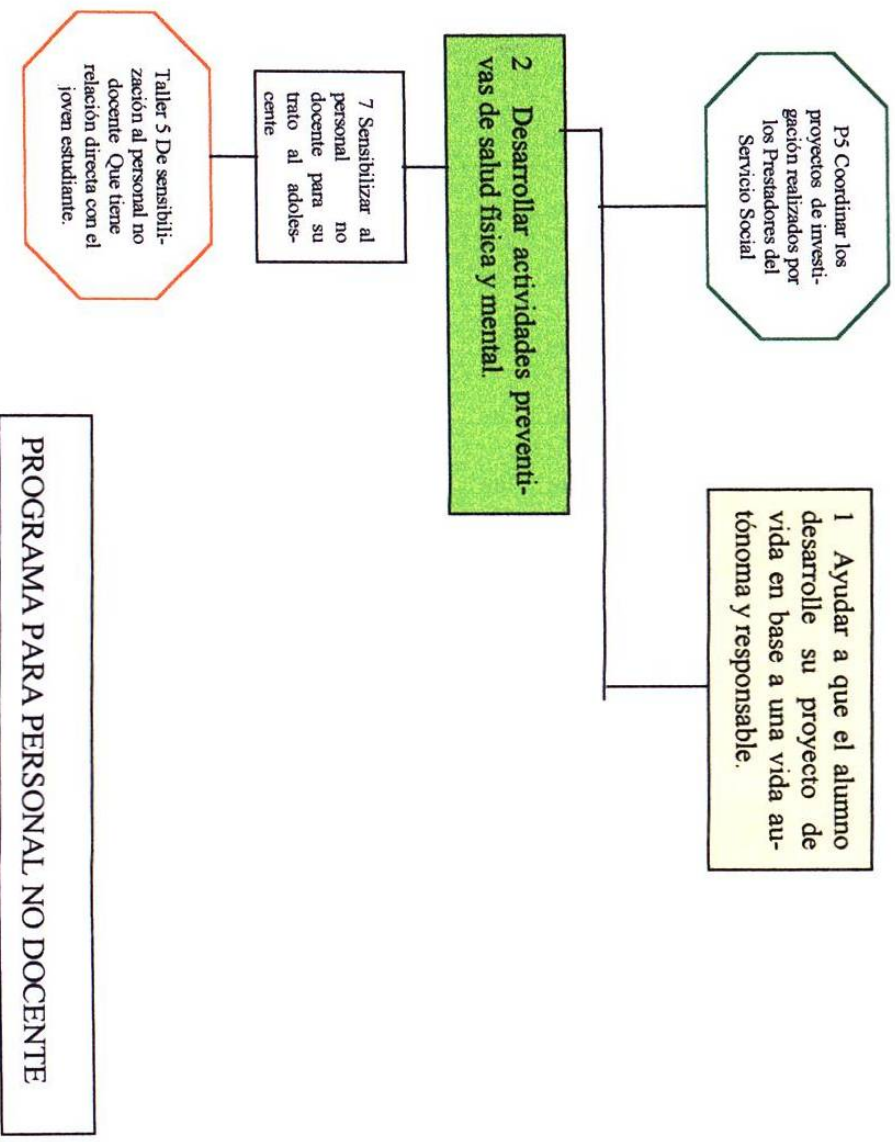 P5 Coordinar los
proyectos de investi-
gación realizados por
los Prestadores del
Servicio Social
1 Ayudar a que el alumno
desarrolle su proyecto de
vida en base a una vida au-
tónoma y responsable.
2 Desarrollar actividades preventi-
vas de salud física y mental.
7 Sensibilizar al
personal no
docente para su
trato al adoles-
cente
Taller 5 De sensibili-
zación al personal no
docente Que tiene
relación directa con el
joven estudiante.
PROGRAMA PARA PERSONAL NO DOCENTE